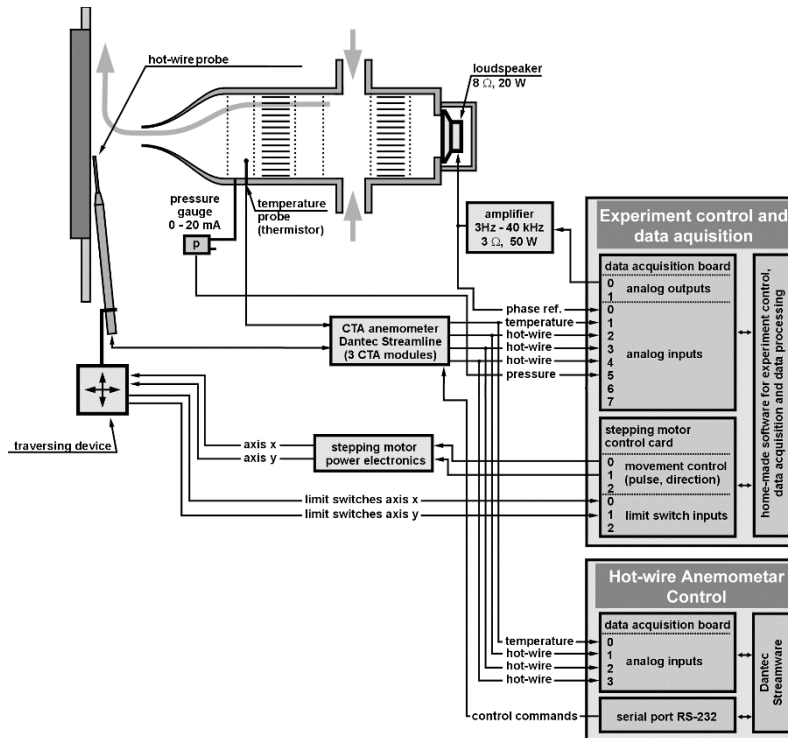 hot-wire probe
loudspeaker
8 Ω, 20 W
pressure
gauge
0 - 20 mA
p
temperature
probe
(thermistor)
amplifier
3Hz - 40 kHz
3 Ω, 50 W
Experiment control and
data aquisition
data acquisition board
0
1
analog outputs
phase ref.
temperature
hot-wire
hot-wire
hot-wire
pressure
0
1
2
3
4
5
6
7
analog inputs
CTA anemometer
Dantec Streamline
(3 CTA modules)
home-made software for experiment control,
data acquisition and data processing
traversing device
axis x
axis y
stepping motor
power electronics
stepping motor
control card
0
1
2
movement control
(pulse, direction)
limit switches axis x
limit switches axis y
0
1
2
limit switch inputs
Hot-wire Anemometar
Control
data acquisition board
temperature
hot-wire
hot-wire
hot-wire
0
1
2
3
analog inputs
Dantec
Streamware
control commands
serial port RS-232